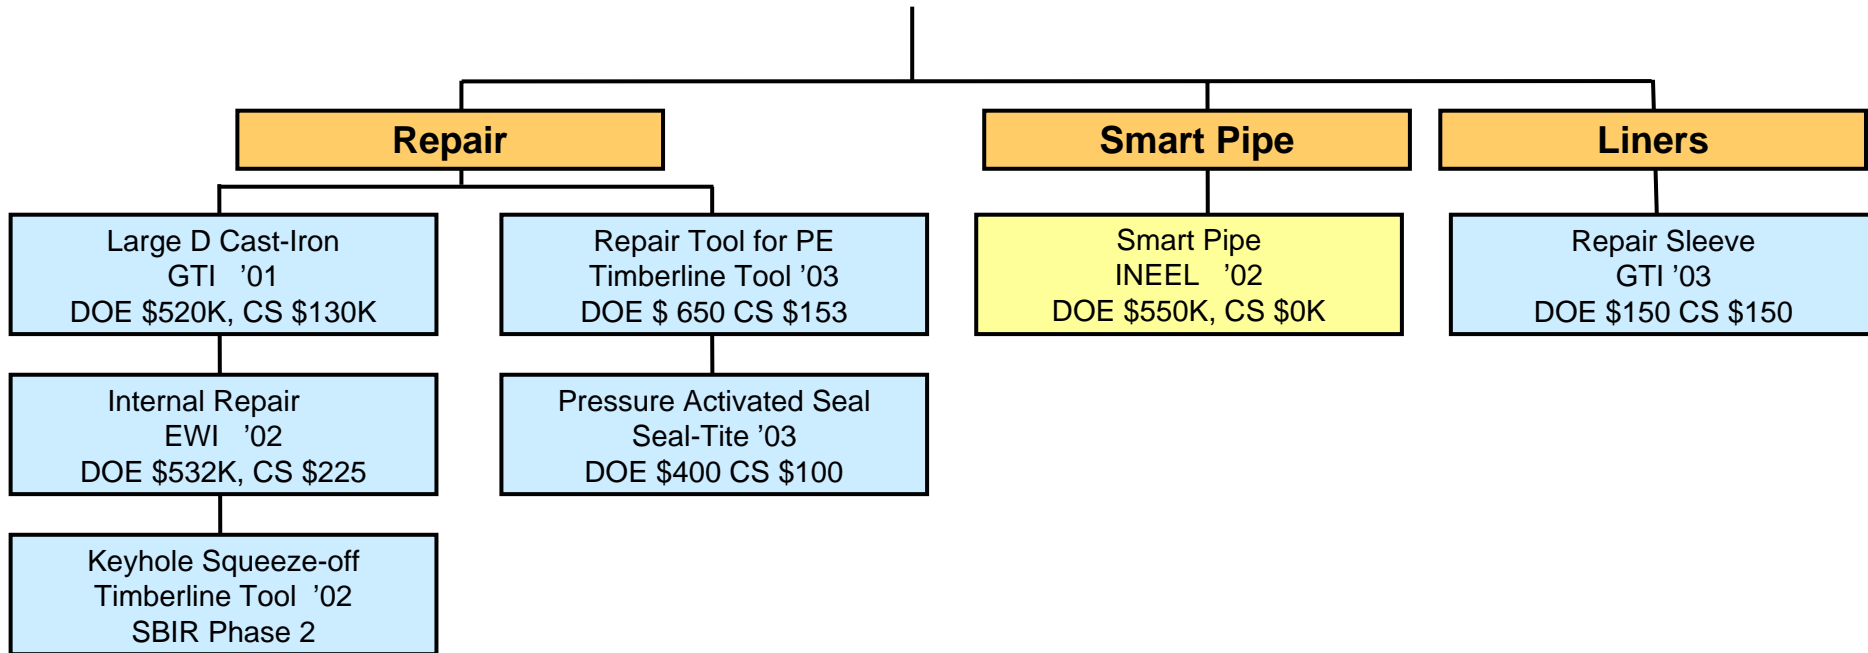 Repair
Smart Pipe
Liners
Large D Cast-Iron
GTI ’01
DOE $520K, CS $130K
Repair Tool for PE
Timberline Tool ’03
DOE $ 650 CS $153
Smart Pipe
INEEL ’02
DOE $550K, CS $0K
Repair Sleeve
GTI ’03
DOE $150 CS $150
Internal Repair
EWI ’02
DOE $532K, CS $225
Pressure Activated Seal
Seal-Tite ’03
DOE $400 CS $100
Keyhole Squeeze-off
Timberline Tool ’02
SBIR Phase 2